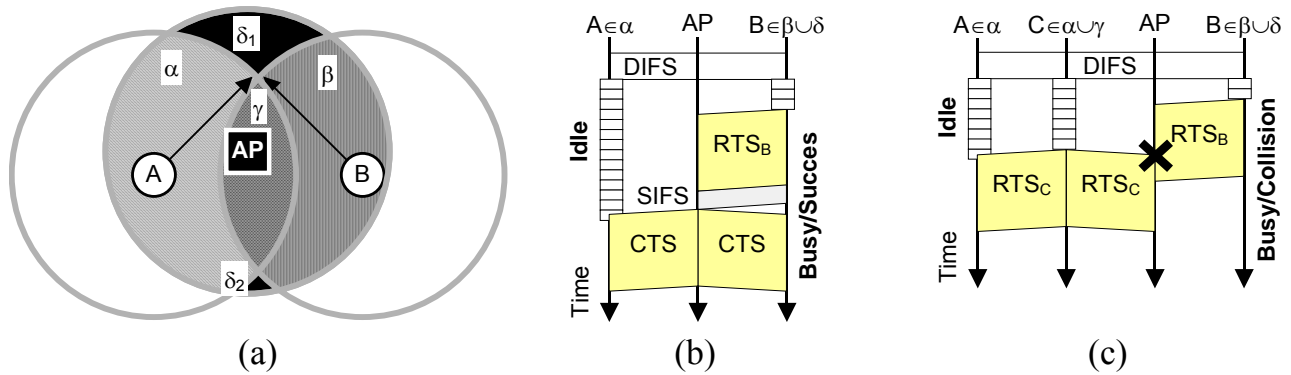 δ1
α
β
γ
AP
A
B
(a)
A∈α AP B∈β∪δ
DIFS
Idle
RTSB
SIFS
CTS CTS
Busy/Succes
Time
(b)
A∈α C∈α∪γ AP B∈β∪δ
DIFS
Idle
RTSB
RTSC RTSC
Busy/Collision
Time
(c)
δ2